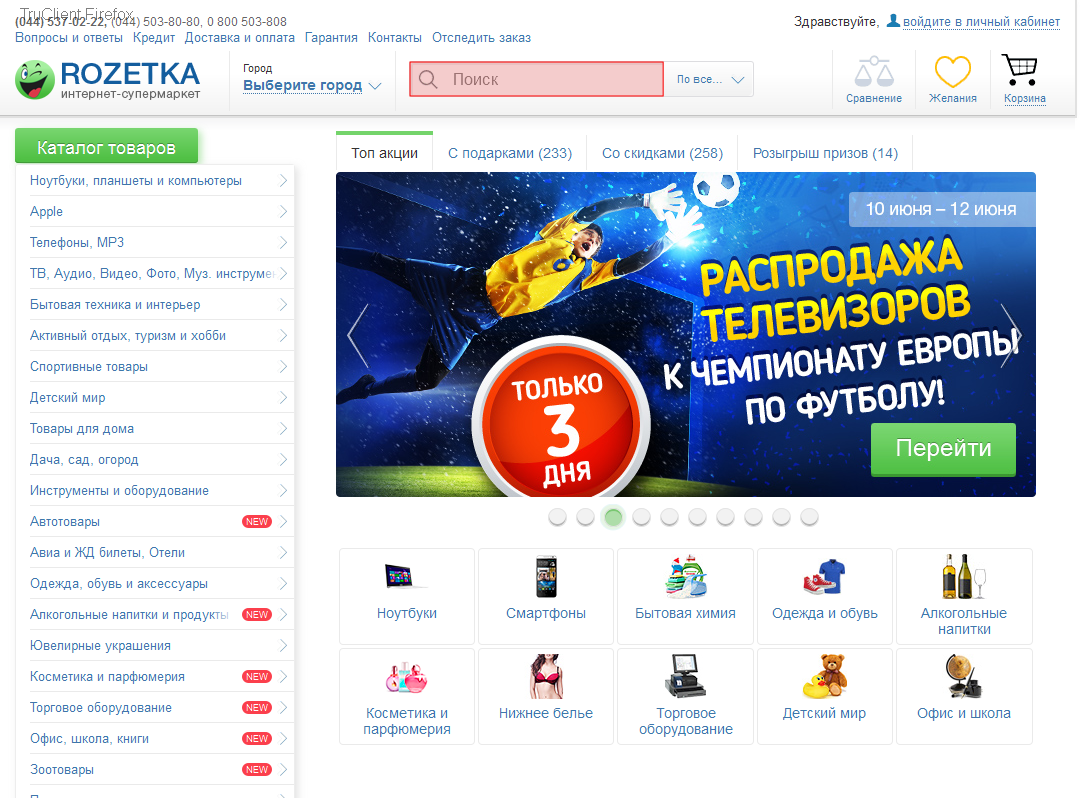 TruClient Firefox
(044) 537-02-22, (044) 503-80-80, 0 800 503-808
Здравствуйте, войдите в личный кабинет
Вопросы и ответы Кредит Доставка и оплата Гарантия Контакты Отследить заказ
ROZETKA
интернет-супермаркет
Город
Выберите город
Поиск
По все...
Сравнение
Желания
Корзина
Каталог товаров
Ноутбуки, планшеты и компьютеры
Apple
Телефоны, MP3
ТВ, Аудио, Видео, Фото, Муз. инструмен
Бытовая техника и интерьер
Активный отдых, туризм и хобби
Спортивные товары
Детский мир
Товары для дома
Дача, сад, огород
Инструменты и оборудование
Автотовары NEW
Авиа и ЖД билеты, Отели
Одежда, обувь и аксессуары
Алкогольные напитки и продукты NEW
Ювелирные украшения
Косметика и парфюмерия NEW
Торговое оборудование NEW
Офис, школа, книги NEW
Зоотовары NEW
Топ акции
С подарками (233)
Со скидками (258)
Розыгрыш призов (14)
10 июня – 12 июня
РАСПРОДАЖА
ТЕЛЕВИЗОРОВ
К ЧЕМПИОНАТУ ЕВРОПЫ
ПО ФУТБОЛУ!
ТОЛЬКО
3
ДНЯ
Перейти
Ноутбуки
Смартфоны
Бытовая химия
Одежда и обувь
Алкогольные
напитки
Косметика и
парфюмерия
Нижнее белье
Торговое
оборудование
Детский мир
Офис и школа